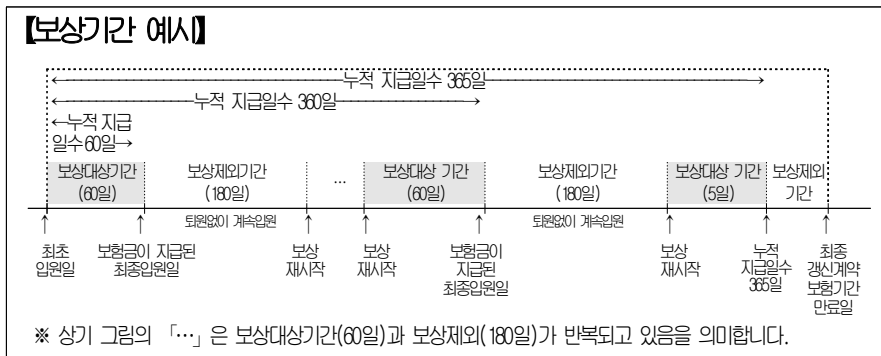 【보상기간 예시】
←누적 지급일수 365일→
←누적 지급일수 360일→
←누적 지급
일수 60일→
보상대상기간 보상제외기간 보상대상 기간 보상제외기간 보상대상 기간 보상제외
(60일) (180일) … (60일) (180일) (5일) 기간
퇴원없이 계속입원 퇴원없이 계속입원
↑ ↑ ↑ ↑ ↑ ↑ ↑ ↑
최초 보험금이 지급된 보상 보상 보험금이 보상 누적 최종
입원일 최종입원일 재시작 재시작 지급된 재시작 지급일수 갱신계약
최종입원일 365일 보험기간
만료일
※ 상기 그림의 「…」은 보상대상기간(60일)과 보상제외(180일)가 반복되고 있음을 의미합니다.